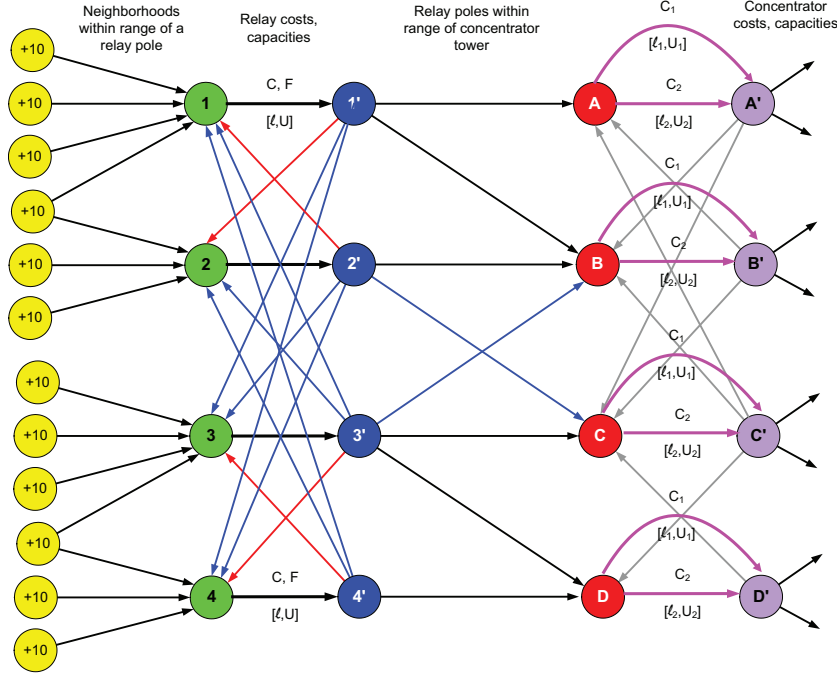 Neighborhoods
within range of a
relay pole
Relay costs,
capacities
Relay poles within
range of concentrator
tower
C₁
Concentrator
costs, capacities
+10
[ℓ₁,U₁]
+10
1
C, F
[ℓ,U]
1'
A
C₂
[ℓ₂,U₂]
A'
+10
C₁
+10
[ℓ₁,U₁]
+10
2
2'
B
C₂
[ℓ₂,U₂]
B'
+10
C₁
+10
[ℓ₁,U₁]
+10
3
3'
C
C₂
[ℓ₂,U₂]
C'
+10
C₁
+10
[ℓ₁,U₁]
+10
4
C, F
[ℓ,U]
4'
D
C₂
[ℓ₂,U₂]
D'
+10